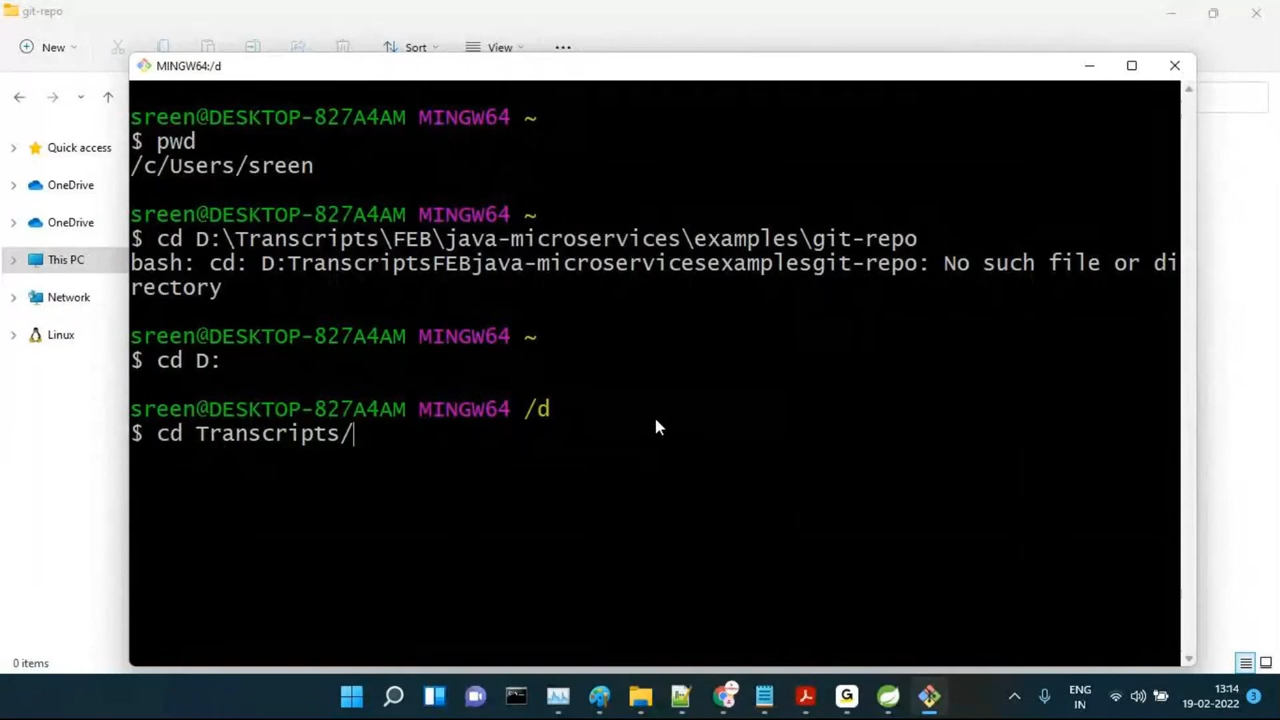 git-repo
New
Sort
View
MINGW64:/d
sreen@DESKTOP-827A4AM MINGW64 ~
$ pwd
/c/Users/sreen
sreen@DESKTOP-827A4AM MINGW64 ~
$ cd D:\Transcripts\FEB\java-microservices\examples\git-repo
bash: cd: D:TranscriptsFEBjava-microservicesexamplesgit-repo: No such file or di
rectory
sreen@DESKTOP-827A4AM MINGW64 ~
$ cd D:
sreen@DESKTOP-827A4AM MINGW64 /d
$ cd Transcripts/
Quick access
OneDrive
OneDrive
This PC
Network
Linux
0 items
ENG
IN
13:14
19-02-2022
3